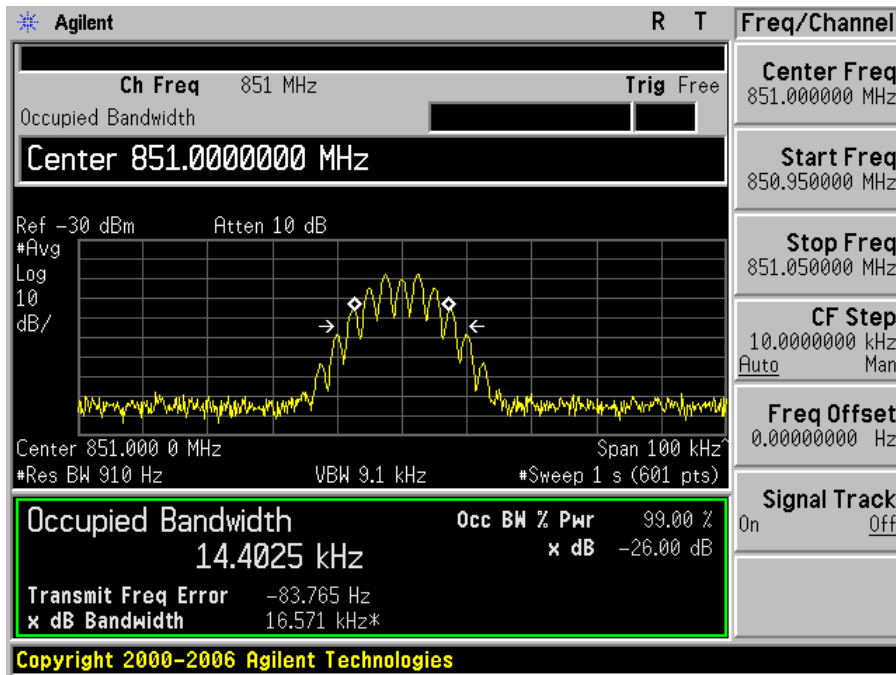 Agilent
R T
Freq/Channel
Ch Freq 851 MHz
Trig Free
Occupied Bandwidth
Center 851.0000000 MHz
Ref -30 dBm
Atten 10 dB
#Avg
Log
10
dB/
Center 851.000 0 MHz
Span 100 kHz^
#Res BW 910 Hz
VBW 9.1 kHz
#Sweep 1 s (601 pts)
Occupied Bandwidth
14.4025 kHz
Occ BW % Pwr 99.00 %
x dB -26.00 dB
Transmit Freq Error -83.765 Hz
x dB Bandwidth 16.571 kHz*
Copyright 2000-2006 Agilent Technologies
Center Freq
851.000000 MHz
Start Freq
850.950000 MHz
Stop Freq
851.050000 MHz
CF Step
10.0000000 kHz
Auto Man
Freq Offset
0.00000000 Hz
Signal Track
On Off